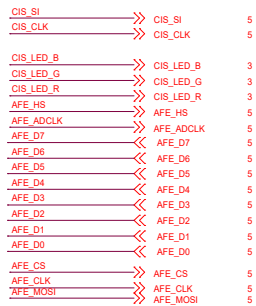 CIS_SI CIS_SI 5
CIS_CLK CIS_CLK 5
CIS_LED_B CIS_LED_B 3
CIS_LED_G CIS_LED_G 3
CIS_LED_R CIS_LED_R 3
AFE_HS AFE_HS 5
AFE_ADCLK AFE_ADCLK 5
AFE_D7 AFE_D7 5
AFE_D6 AFE_D6 5
AFE_D5 AFE_D5 5
AFE_D4 AFE_D4 5
AFE_D3 AFE_D3 5
AFE_D2 AFE_D2 5
AFE_D1 AFE_D1 5
AFE_D0 AFE_D0 5
AFE_CS AFE_CS 5
AFE_CLK AFE_CLK 5
AFE_MOSI AFE_MOSI 5